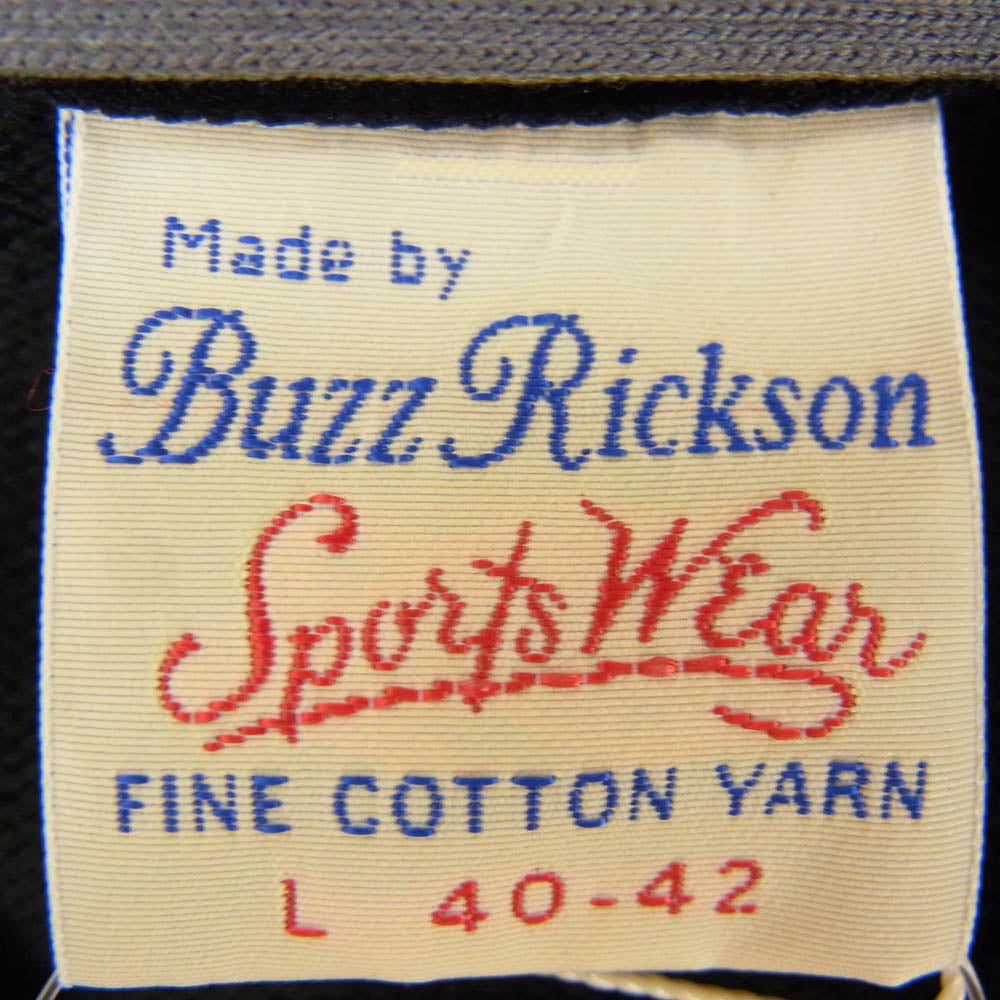 Made by
Buzz Rickson
SportsWear
FINE COTTON YARN
L 40-42